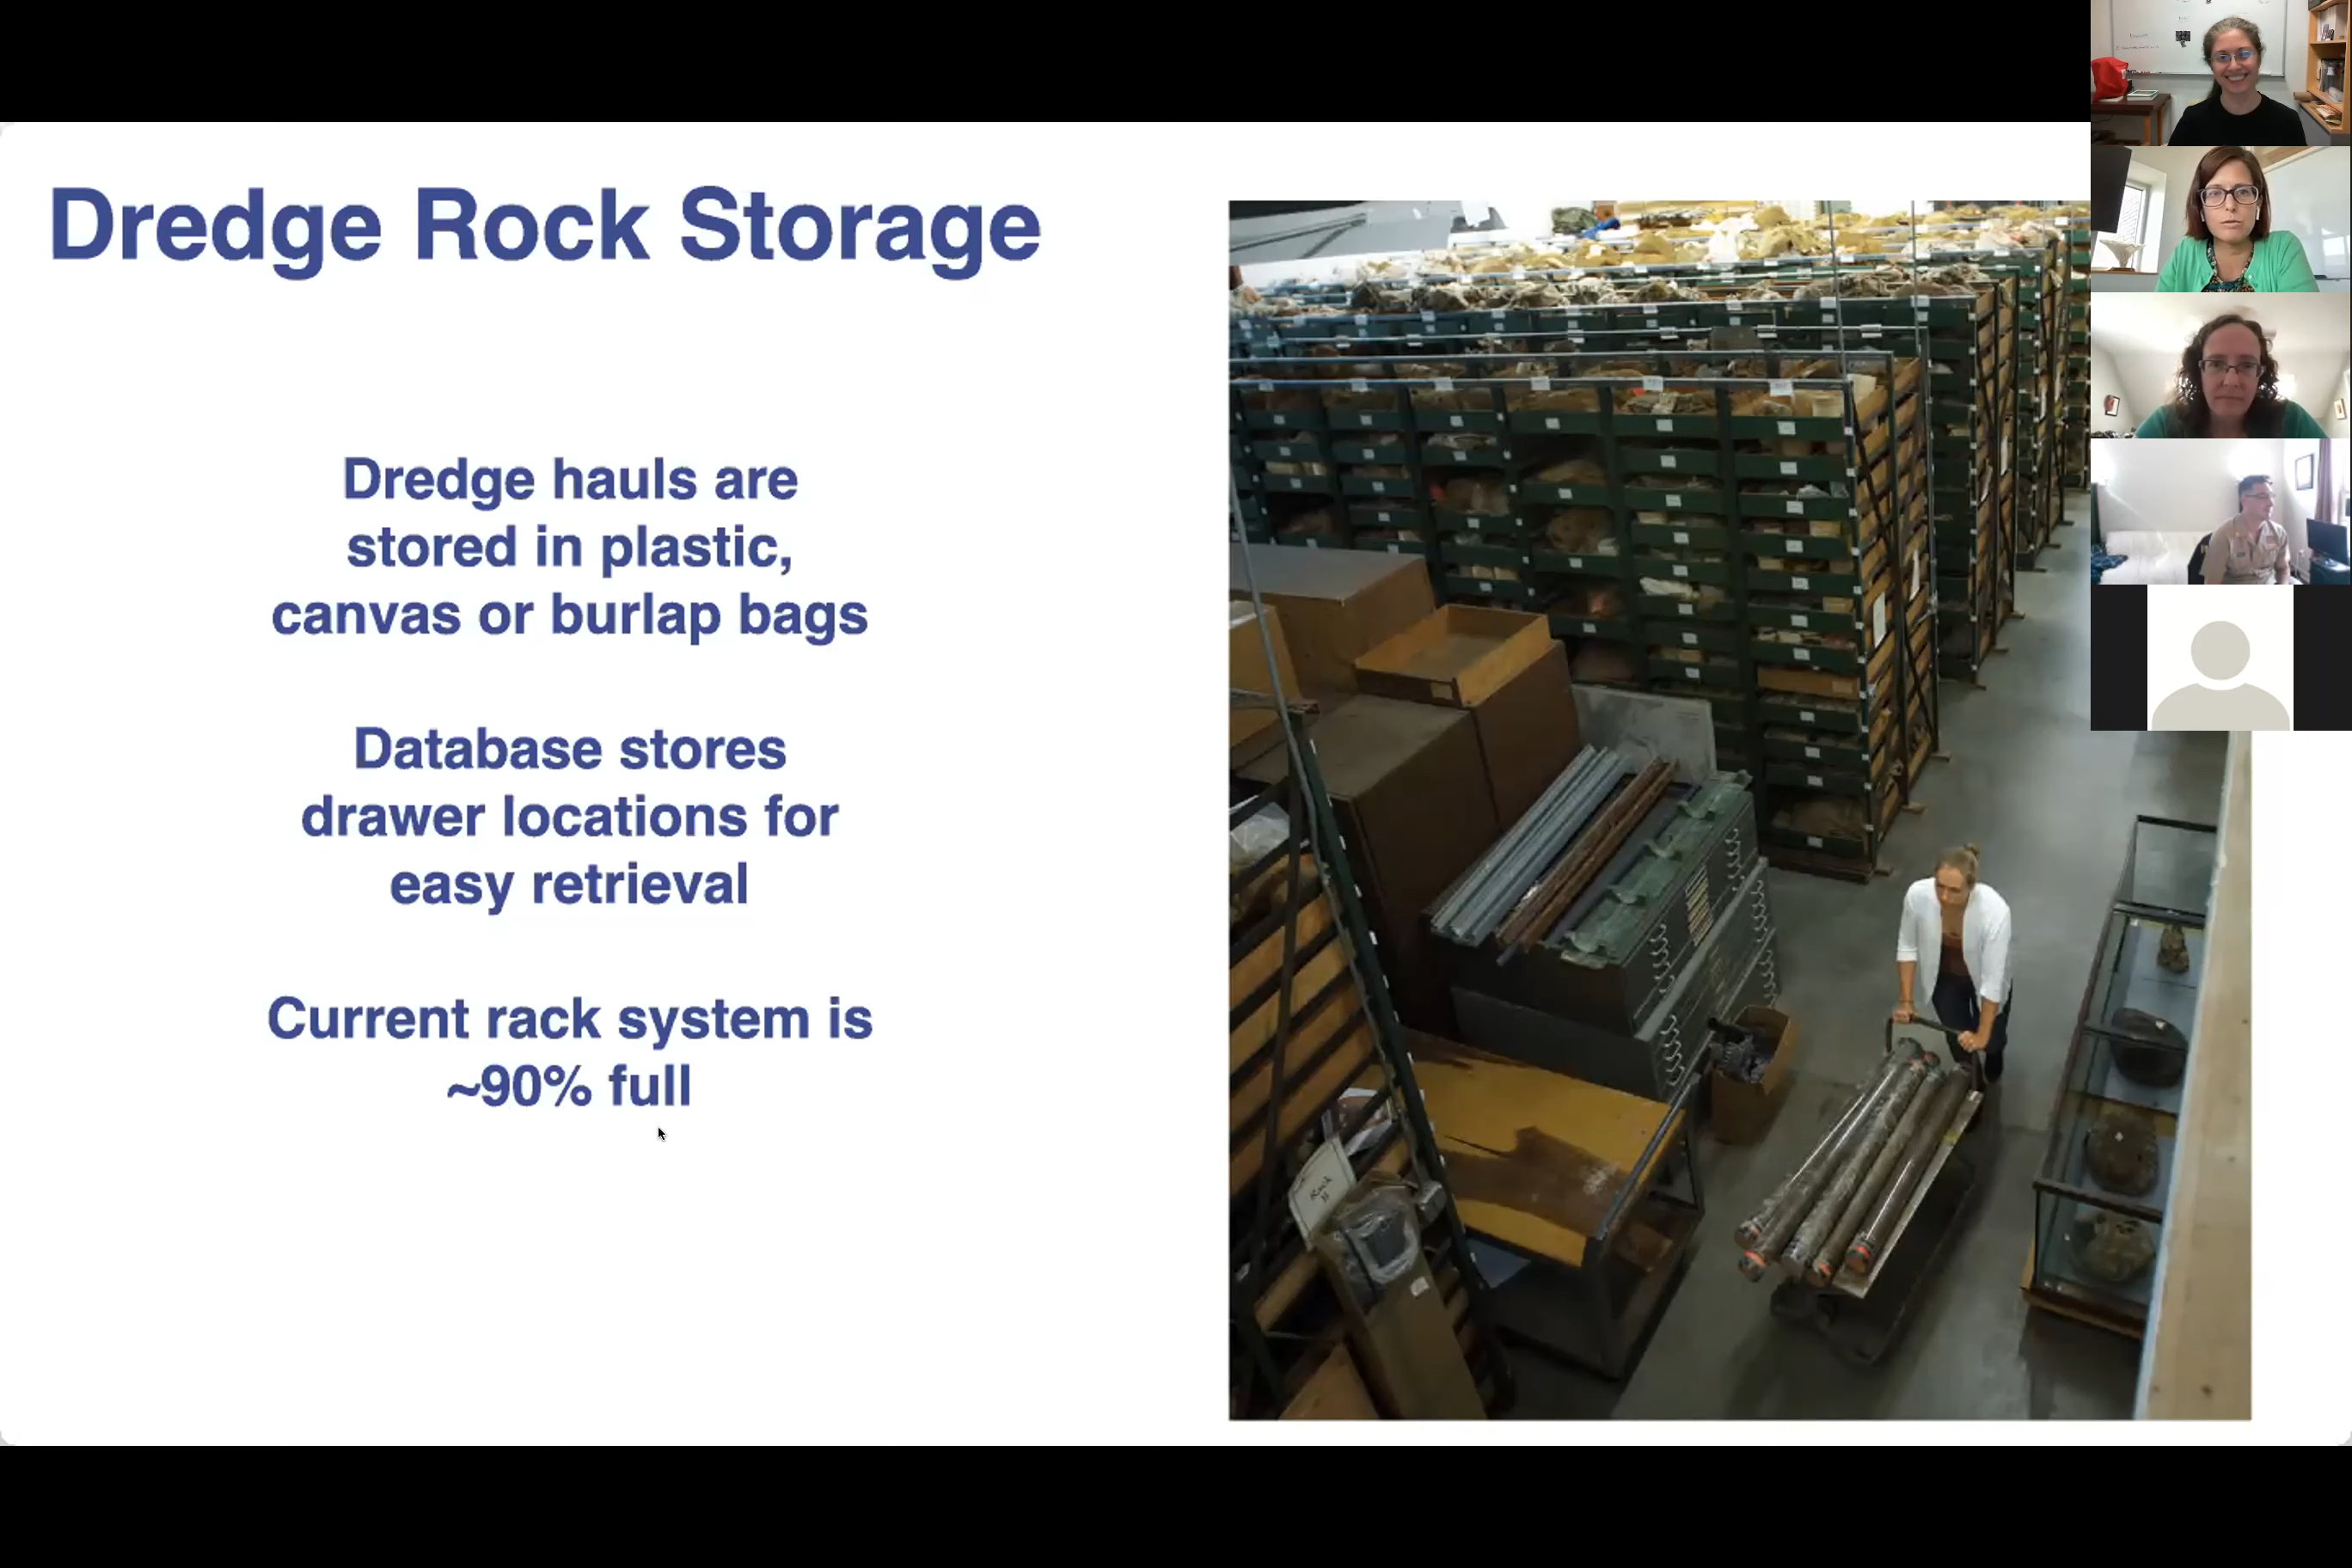 Dredge Rock Storage
Dredge hauls are
stored in plastic,
canvas or burlap bags
Database stores
drawer locations for
easy retrieval
Current rack system is
~90% full
Rock